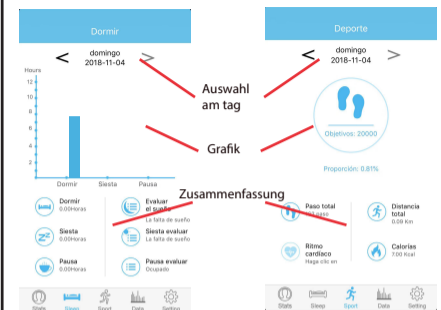 Dormir
< domingo >
2018-11-04
Hours
12
10
8
6
4
2
Dormir Siesta Pausa
Dormir
0.00Horas
Evaluar
el sueño
La falta de sueño
Siesta
0.00Horas
Siesta evaluar
La falta de sueño
Pausa
0.00Horas
Pausa evaluar
Ocupado
Stats Sleep Sport Data Setting
Auswahl
am tag
Grafik
Zusammenfassung
Deporte
< domingo >
2018-11-04
Objetivos: 20000
Proporción: 0.81%
Paso total
paso
Distancia
total
0.09 Km
Ritmo
cardíaco
Haga clic en
Calorías
7.00 Kcal
Stats Sleep Sport Data Setting